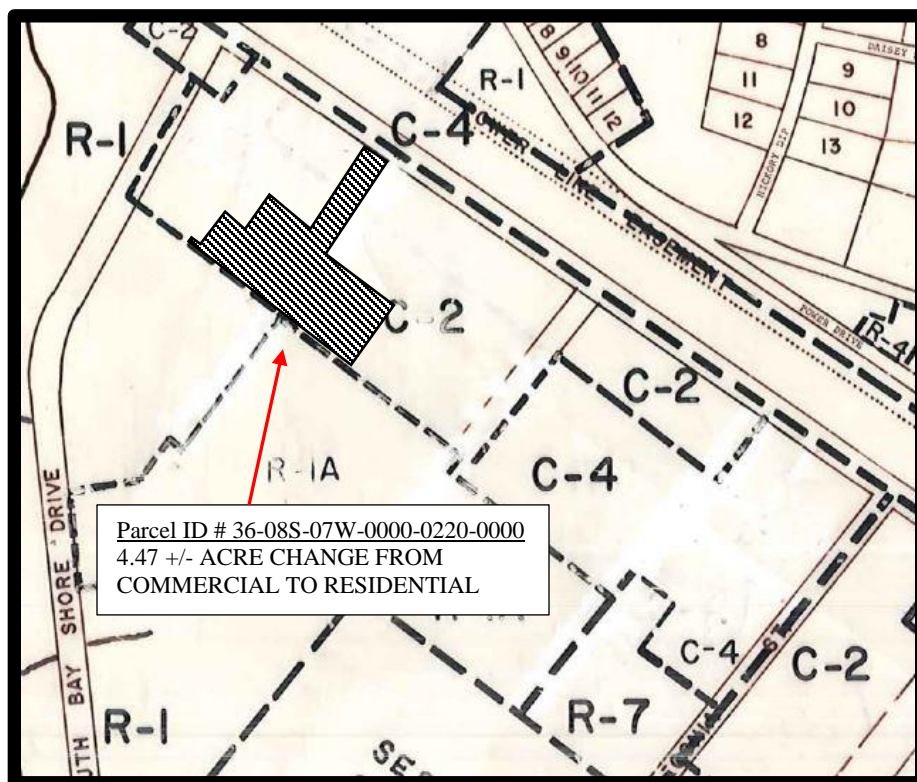 C-2
8
9
10
11
12
R-1
8
11
12
DAISEY
9
10
13
HICKORY DIP
R-1
C-4
POWER LINE EASEMENT
C-2
POWER DRIVE
R-4
C-2
R-1A
C-4
Parcel ID # 36-08S-07W-0000-0220-0000
4.47 +/- ACRE CHANGE FROM
COMMERCIAL TO RESIDENTIAL
BAY SHORE DRIVE
C-4
ST.
C-2
R-7
R-1